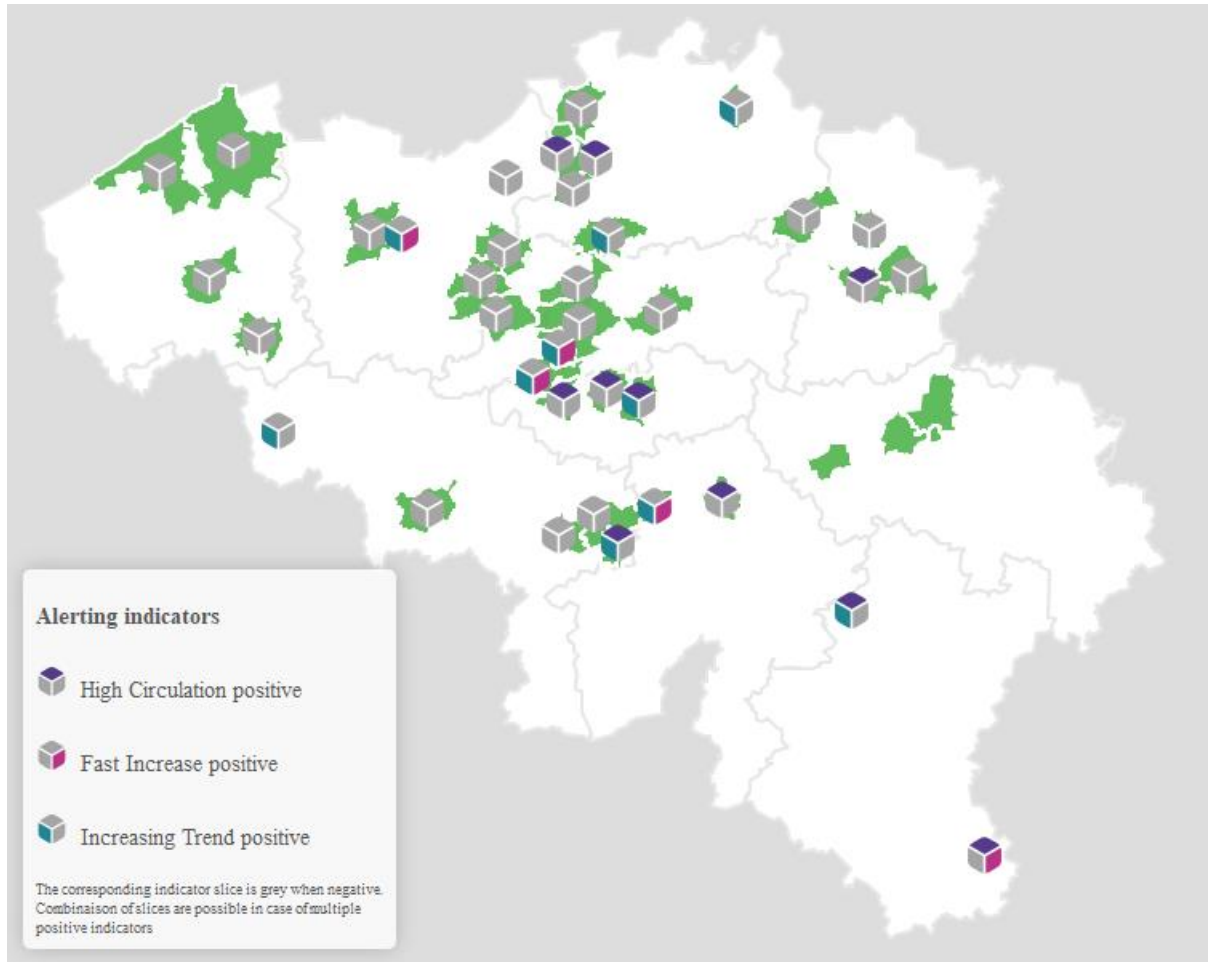 Alerting indicators
High Circulation positive
Fast Increase positive
Increasing Trend positive
The corresponding indicator slice is grey when negative.
Combinaison of slices are possible in case of multiple
positive indicators